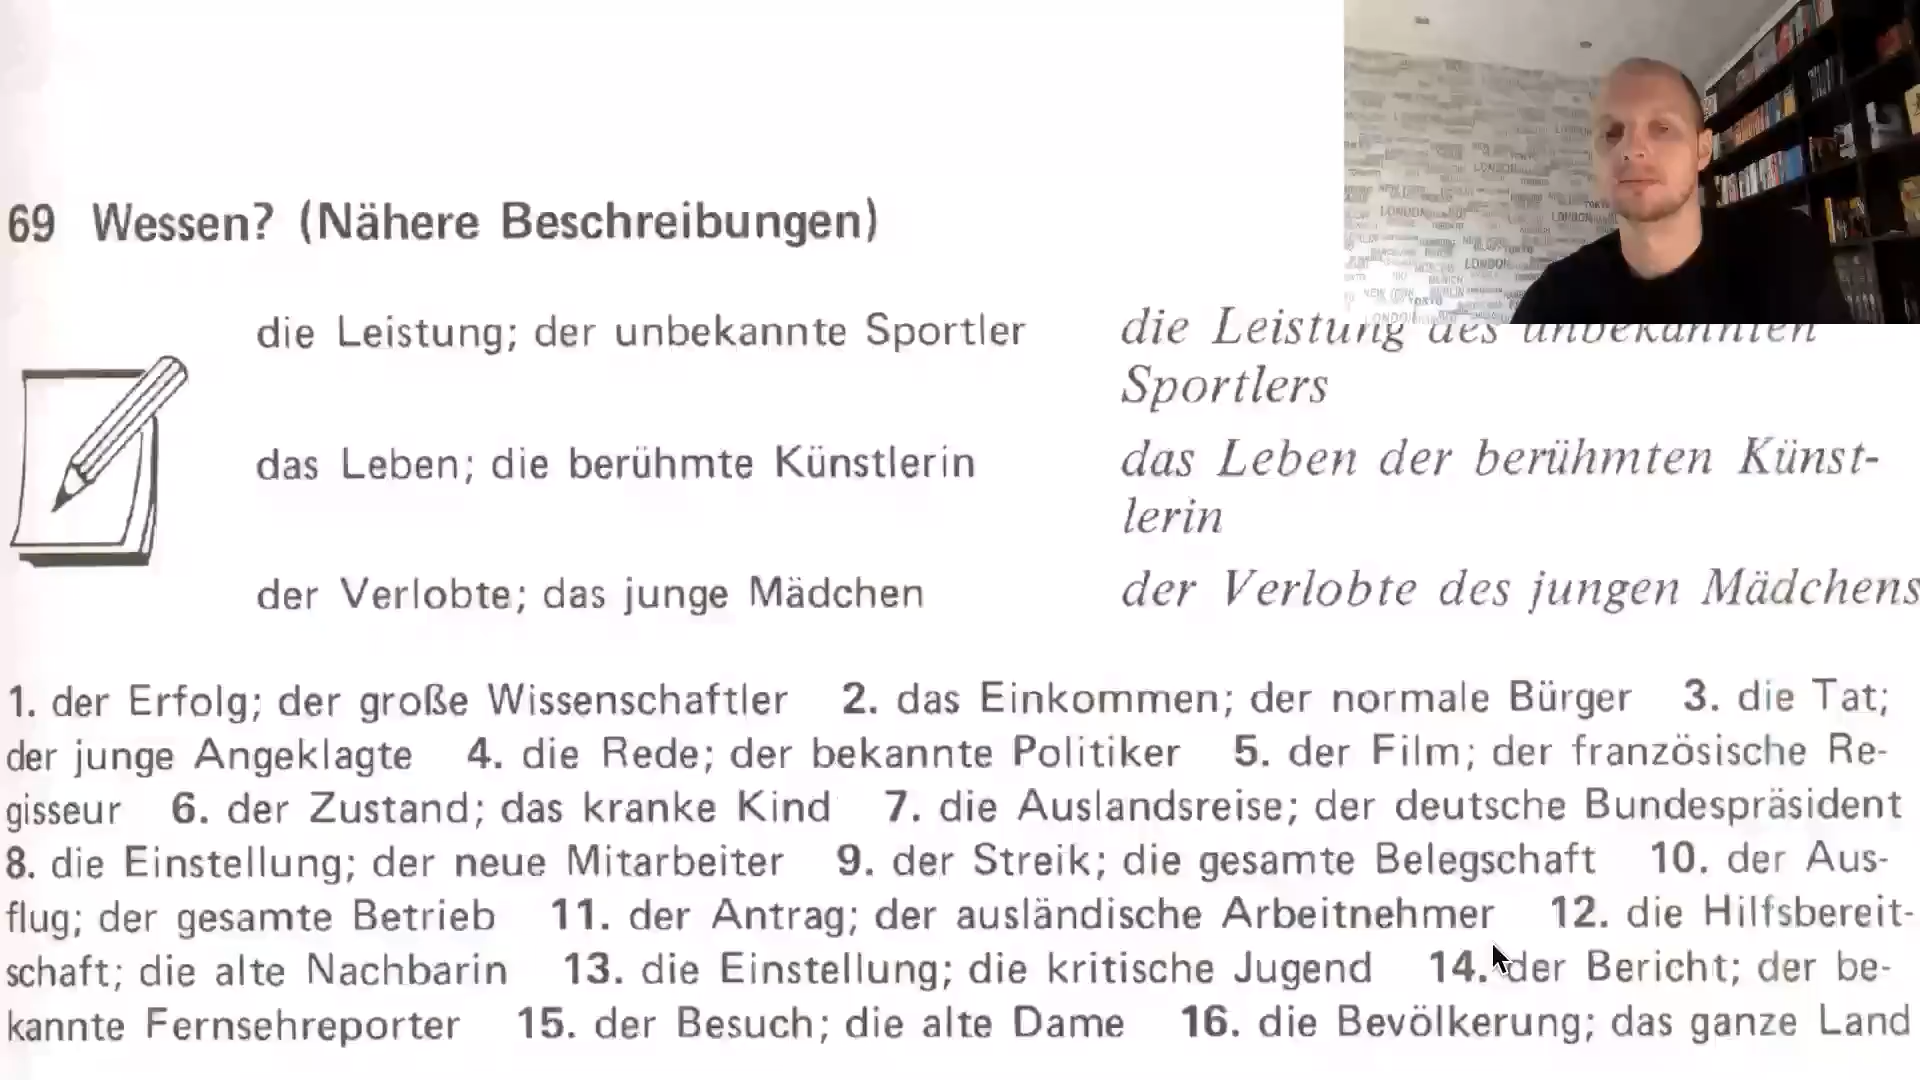 69 Wessen? (Nähere Beschreibungen)
die Leistung; der unbekannte Sportler
die Leistung des unbekannten
Sportlers
das Leben; die berühmte Künstlerin
das Leben der berühmten Künst-
lerin
der Verlobte; das junge Mädchen
der Verlobte des jungen Mädchens
1. der Erfolg; der große Wissenschaftler 2. das Einkommen; der normale Bürger 3. die Tat;
der junge Angeklagte 4. die Rede; der bekannte Politiker 5. der Film; der französische Re-
gisseur 6. der Zustand; das kranke Kind 7. die Auslandsreise; der deutsche Bundespräsident
8. die Einstellung; der neue Mitarbeiter 9. der Streik; die gesamte Belegschaft 10. der Aus-
flug; der gesamte Betrieb 11. der Antrag; der ausländische Arbeitnehmer 12. die Hilfsbereit-
schaft; die alte Nachbarin 13. die Einstellung; die kritische Jugend 14. der Bericht; der be-
kannte Fernsehreporter 15. der Besuch; die alte Dame 16. die Bevölkerung; das ganze Land
LONDON
LONDON
LONDON
TOKYO